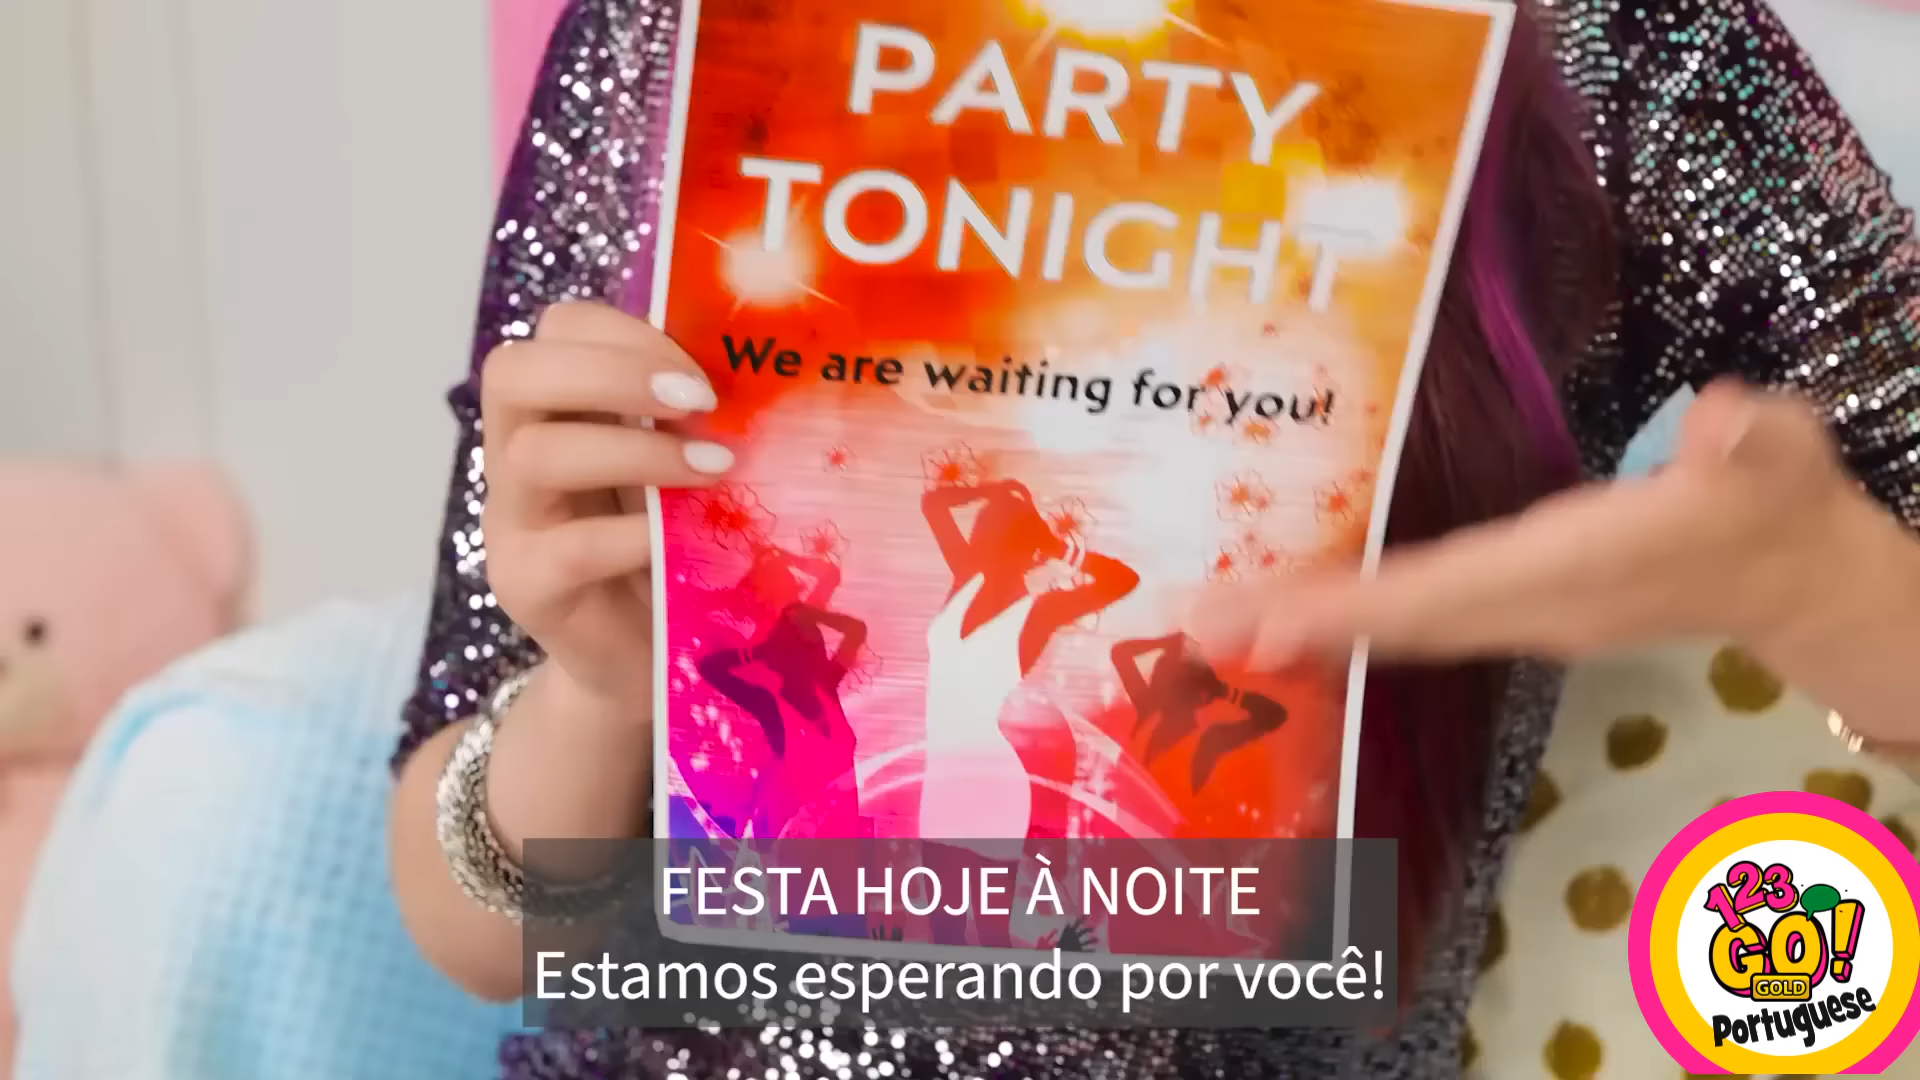 PARTY
TONIGHT
We are waiting for you!
FESTA HOJE À NOITE
Estamos esperando por você!
123
GO!
GOLD
Portuguese